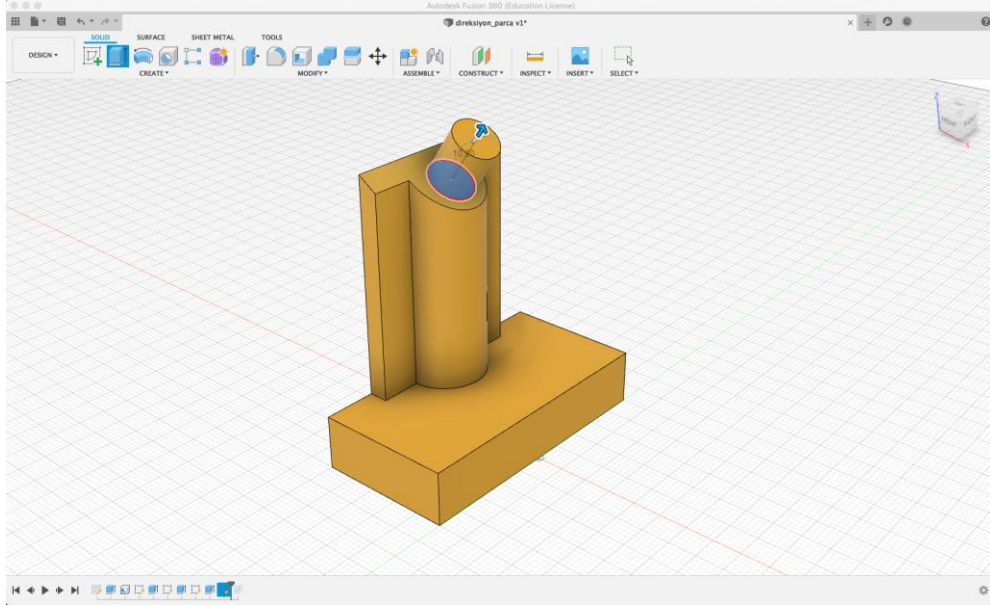 Autodesk Fusion 360 (Education License)
direksiyon_parca v1*
DESIGN
SOLID SURFACE SHEET METAL TOOLS
CREATE MODIFY ASSEMBLE CONSTRUCT INSPECT INSERT SELECT
Z
X
10.00